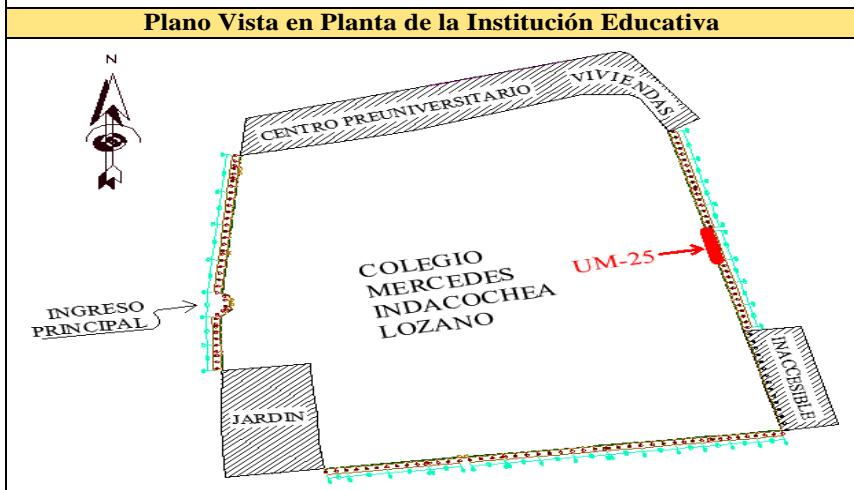 Plano Vista en Planta de la Institución Educativa
N
CENTRO PREUNIVERSITARIO
VIVIENDAS
COLEGIO
MERCEDES
INDACOCHEA
LOZANO
UM-25
INGRESO
PRINCIPAL
JARDIN
INACCESIBLE